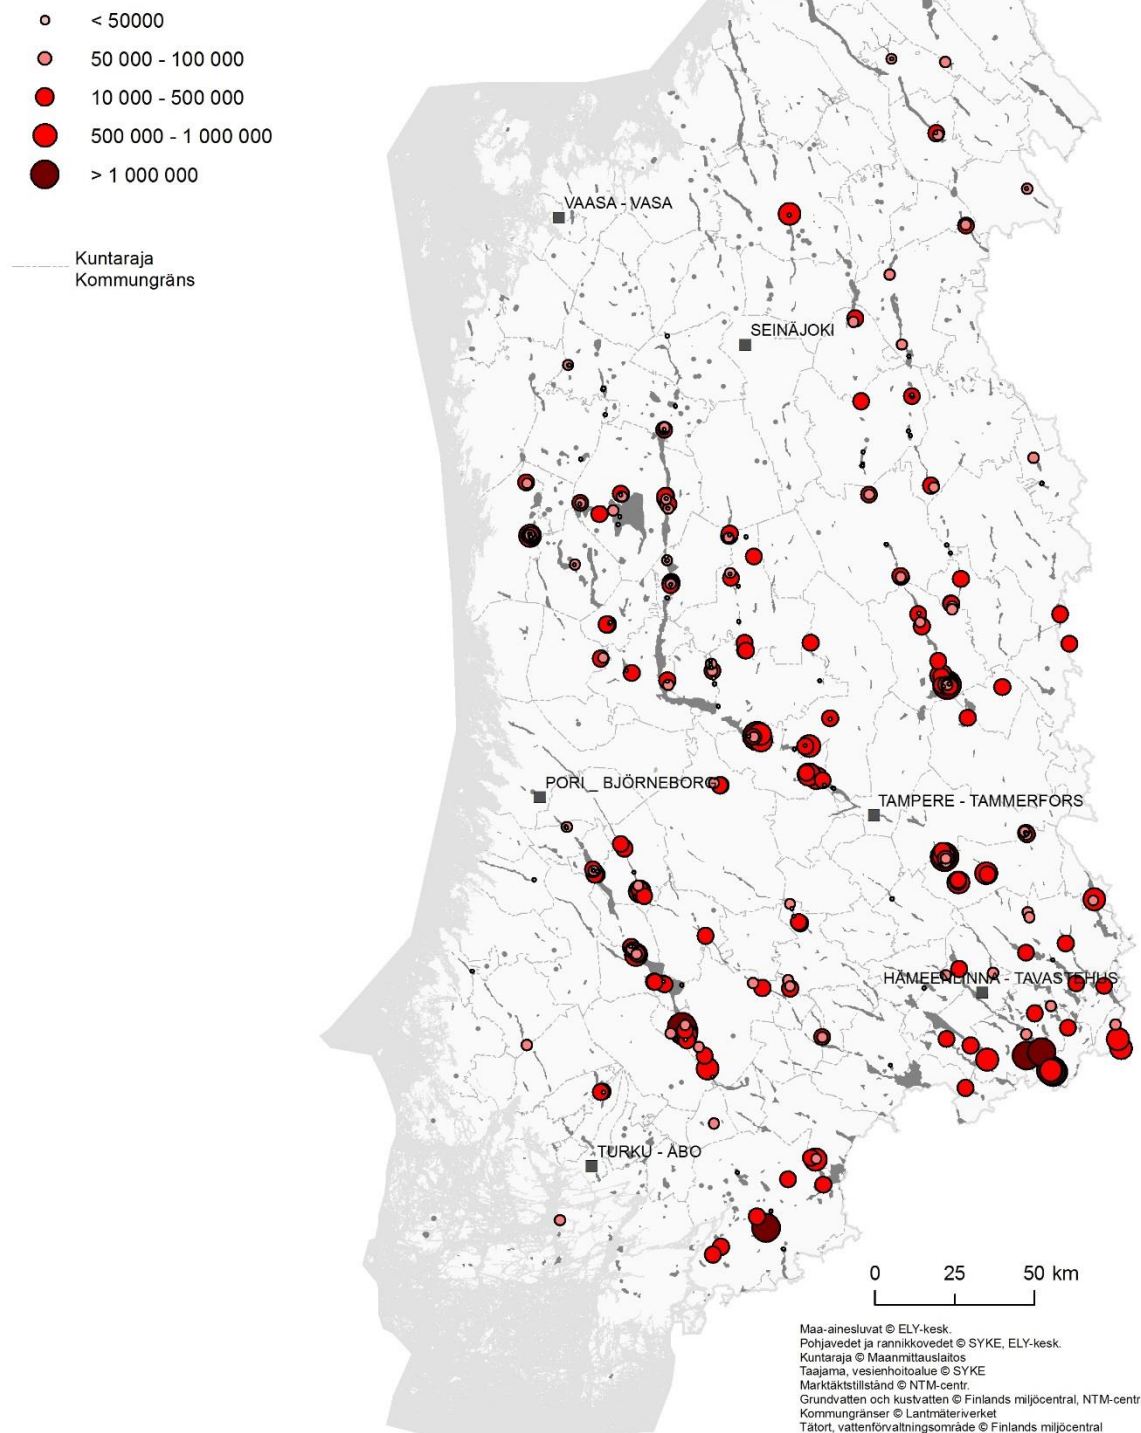 < 50000
50 000 - 100 000
10 000 - 500 000
500 000 - 1 000 000
> 1 000 000
Kuntaraja
Kommungräns
VAASA - VASA
SEINÄJOKI
PORI_ BJÖRNEBORG
TAMPERE - TAMMERFORS
HÄMEENLINNA - TAVASTEHUS
TURKU - ÅBO
0 25 50 km
Maa-ainesluvat © ELY-kesk.
Pohjavedet ja rannikkovedet © SYKE, ELY-kesk.
Kuntaraja © Maanmittauslaitos
Taajama, vesienhoitoalue © SYKE
Marktäktstillstånd © NTM-centr.
Grundvatten och kustvatten © Finlands miljöcentral, NTM-centr
Kommungränser © Lantmäteriverket
Tätort, vattenförvaltningsområde © Finlands miljöcentral